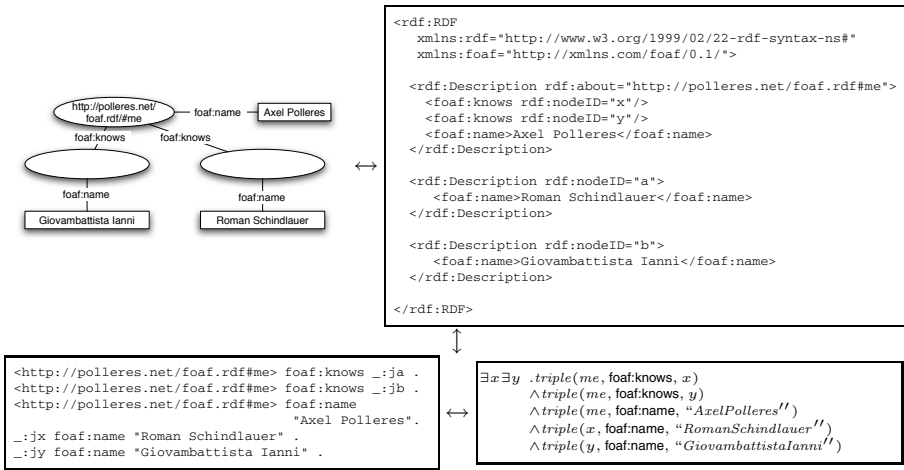 http://polleres.net/
foaf.rdf/#me
foaf:name
Axel Polleres
foaf:knows
foaf:knows
foaf:name
foaf:name
Giovambattista Ianni
Roman Schindlauer
↔
<rdf:RDF
xmlns:rdf="http://www.w3.org/1999/02/22-rdf-syntax-ns#"
xmlns:foaf="http://xmlns.com/foaf/0.1/">
<rdf:Description rdf:about="http://polleres.net/foaf.rdf#me">
<foaf:knows rdf:nodeID="x"/>
<foaf:knows rdf:nodeID="y"/>
<foaf:name>Axel Polleres</foaf:name>
</rdf:Description>
<rdf:Description rdf:nodeID="a">
<foaf:name>Roman Schindlauer</foaf:name>
</rdf:Description>
<rdf:Description rdf:nodeID="b">
<foaf:name>Giovambattista Ianni</foaf:name>
</rdf:Description>
</rdf:RDF>
↕
<http://polleres.net/foaf.rdf#me> foaf:knows _:ja .
<http://polleres.net/foaf.rdf#me> foaf:knows _:jb .
<http://polleres.net/foaf.rdf#me> foaf:name
"Axel Polleres".
_:jx foaf:name "Roman Schindlauer" .
_:jy foaf:name "Giovambattista Ianni" .
↔
∃x∃y .triple(me, foaf:knows, x)
∧triple(me, foaf:knows, y)
∧triple(me, foaf:name, “AxelPolleres″)
∧triple(x, foaf:name, “RomanSchindlauer″)
∧triple(y, foaf:name, “GiovambattistaIanni″)